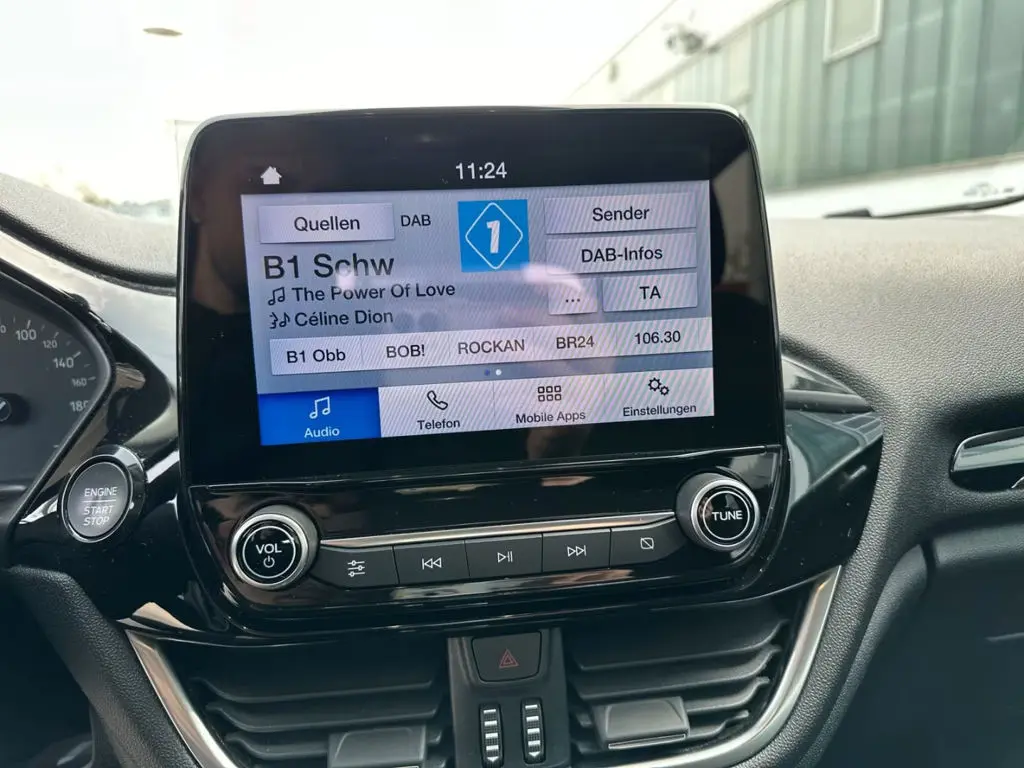 11:24
Quellen
DAB
1
Sender
B1 Schw
DAB-Infos
The Power Of Love
...
TA
Céline Dion
B1 Obb
BOB!
ROCKAN
BR24
106.30
Audio
Telefon
Mobile Apps
Einstellungen
100
120
140
160
180
ENGINE
START
STOP
VOL
TUNE